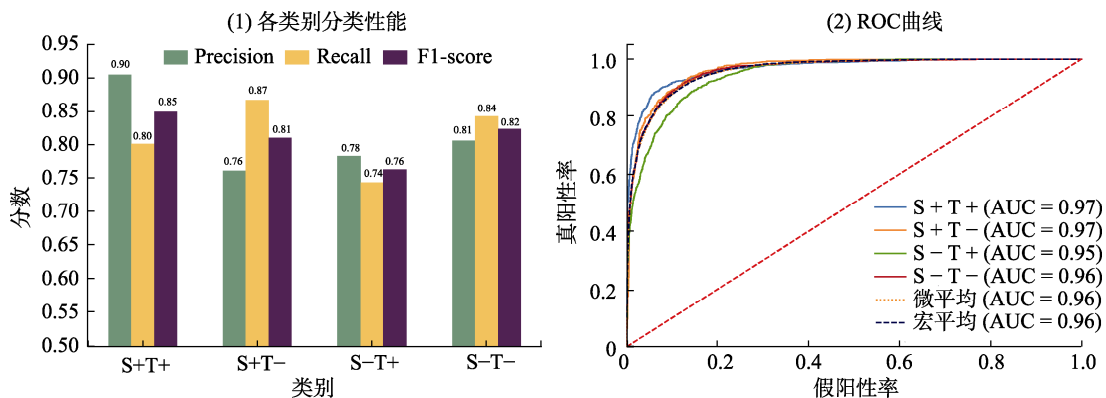 (1) 各类别分类性能
Precision Recall F1-score
0.95
0.90
0.85
0.80
0.75
0.70
0.65
0.60
0.55
0.50
分数
0.90 0.80 0.85
0.76 0.87 0.81
0.78 0.74 0.76
0.81 0.84 0.82
S+T+ S+T− S−T+ S−T−
类别
(2) ROC曲线
1.0
0.8
0.6
0.4
0.2
0
真阳性率
S + T + (AUC = 0.97)
S + T − (AUC = 0.97)
S − T + (AUC = 0.95)
S − T − (AUC = 0.96)
微平均 (AUC = 0.96)
宏平均 (AUC = 0.96)
0 0.2 0.4 0.6 0.8 1.0
假阳性率